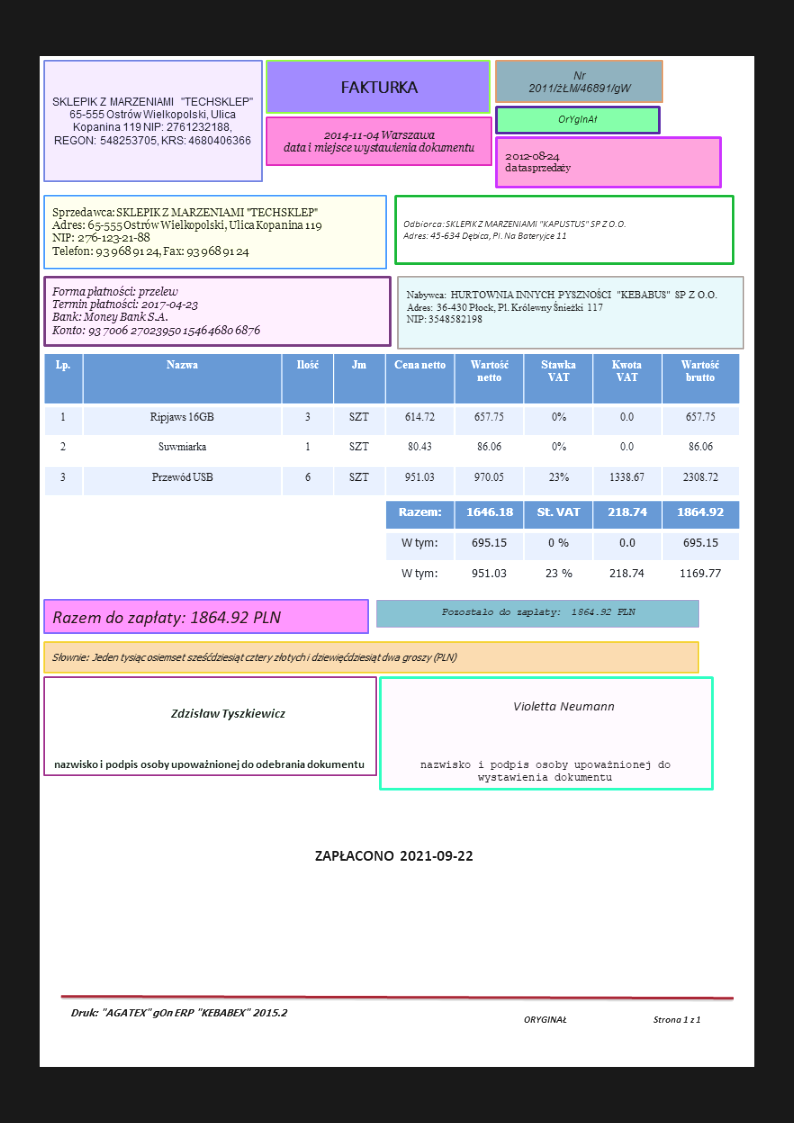 SKLEPIK Z MARZENIAMI "TECHSKLEP"
65-555 Ostrów Wielkopolski, Ulica
Kopanina 119 NIP: 2761232188,
REGON: 548253705, KRS: 4680406366
FAKTURKA
2014-11-04 Warszawa
data i miejsce wystawienia dokumentu
Nr
2011/żŁM/46891/gW
OrYgInAł
2012-08-24
data sprzedaży
Sprzedawca: SKLEPIK Z MARZENIAMI "TECHSKLEP"
Adres: 65-555 Ostrów Wielkopolski, Ulica Kopanina 119
NIP: 276-123-21-88
Telefon: 93 968 91 24, Fax: 93 968 91 24
Odbiorca: SKLEPIK Z MARZENIAMI "KAPUSTUS" SP Z O.O.
Adres: 45-634 Dębica, Pl. Na Bateryjce 11
Forma płatności: przelew
Termin płatności: 2017-04-23
Bank: Money Bank S.A.
Konto: 93 7006 2702 3950 1546 4680 6876
Nabywca: HURTOWNIA INNYCH PYSZNOŚCI "KEBABUS" SP Z O.O.
Adres: 36-430 Płock, Pl. Królewny Śnieżki 117
NIP: 3548582198
Lp. Nazwa Ilość Jm Cena netto Wartość netto Stawka VAT Kwota VAT Wartość brutto
1 Ripjaws 16GB 3 SZT 614.72 657.75 0% 0.0 657.75
2 Suwmiarka 1 SZT 80.43 86.06 0% 0.0 86.06
3 Przewód USB 6 SZT 951.03 970.05 23% 1338.67 2308.72
Razem: 1646.18 St. VAT 218.74 1864.92
W tym: 695.15 0 % 0.0 695.15
W tym: 951.03 23 % 218.74 1169.77
Razem do zapłaty: 1864.92 PLN
Pozostało do zapłaty: 1864.92 PLN
Słownie: Jeden tysiąc osiemset sześćdziesiąt cztery złotych i dziewięćdziesiąt dwa groszy (PLN)
Zdzisław Tyszkiewicz
nazwisko i podpis osoby upoważnionej do odebrania dokumentu
Violetta Neumann
nazwisko i podpis osoby upoważnionej do
wystawienia dokumentu
ZAPŁACONO 2021-09-22
Druk: "AGATEX" gOn ERP "KEBABEX" 2015.2
ORYGINAŁ
Strona 1 z 1